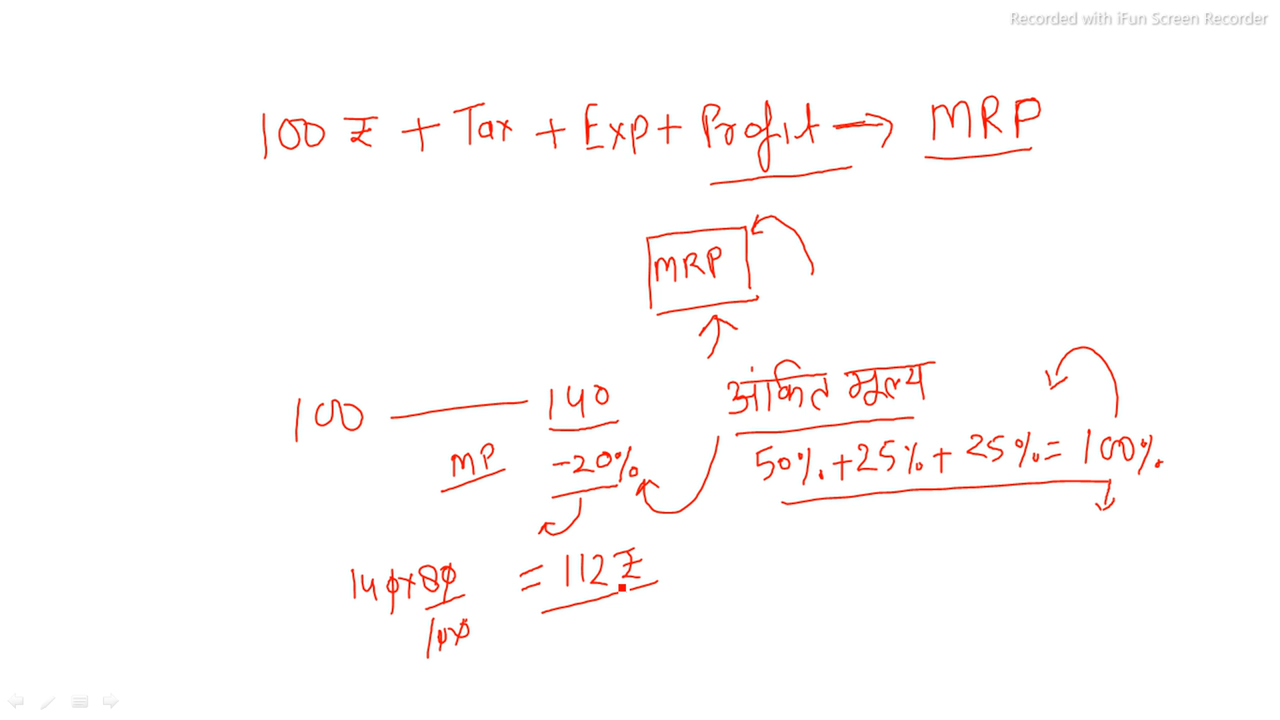 Recorded with iFun Screen Recorder
100 ₹ + Tax + Exp + Profit → MRP
MRP
100 — 140
अंकित मूल्य
MP -20%
50% + 25% + 25% = 100%
140 × 80 = 112 ₹
100